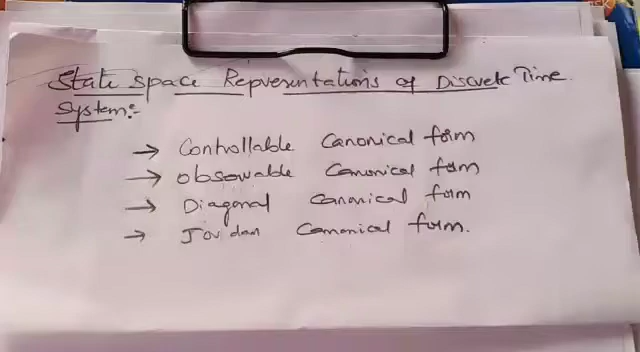 State space Representations of Discrete Time
System:-
→ Controllable Canonical form
→ Observable Canonical form
→ Diagonal Canonical form
→ Jordan Canonical form.